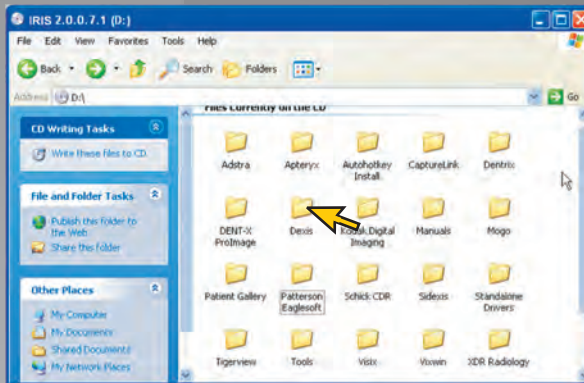 IRIS 2.0.0.7.1 (D:)
File Edit View Favorites Tools Help
Back Search Folders
Address D:\ Go
Files Currently on the CD
CD Writing Tasks
Write these files to CD
File and Folder Tasks
Publish this folder to
the Web
Share this folder
Other Places
My Computer
My Documents
Shared Documents
My Network Places
Adstra Apteryx Autohotkey CaptureLink Dentrix
Install
DENT-X Dexis Kodak Digital Manuals Mogo
ProImage Imaging
Patient Gallery Patterson Schick CDR Sidexis Standalone
Eaglesoft Drivers
Tigerview Tools Vistx Vixwin XDR Radiology